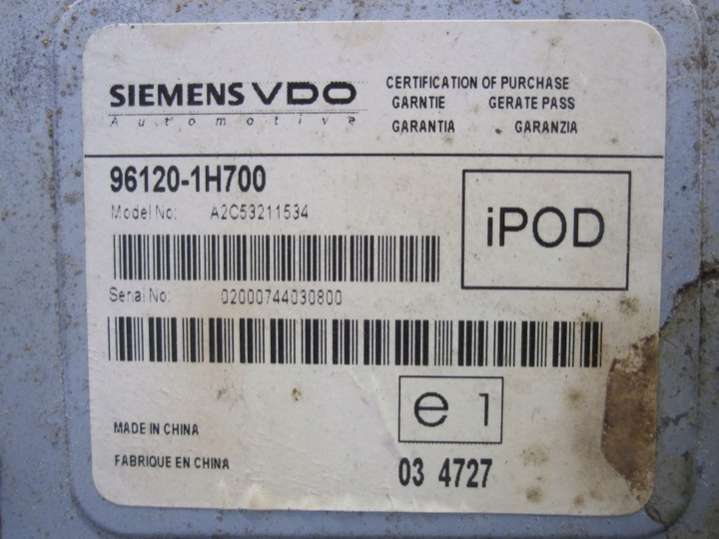 SIEMENS VDO
Automotive
CERTIFICATION OF PURCHASE
GARNTIE GERATE PASS
GARANTIA GARANZIA
96120-1H700
Model No: A2C53211534
iPOD
Serial No: 02000744030800
e 1
MADE IN CHINA
FABRIQUE EN CHINA
03 4727